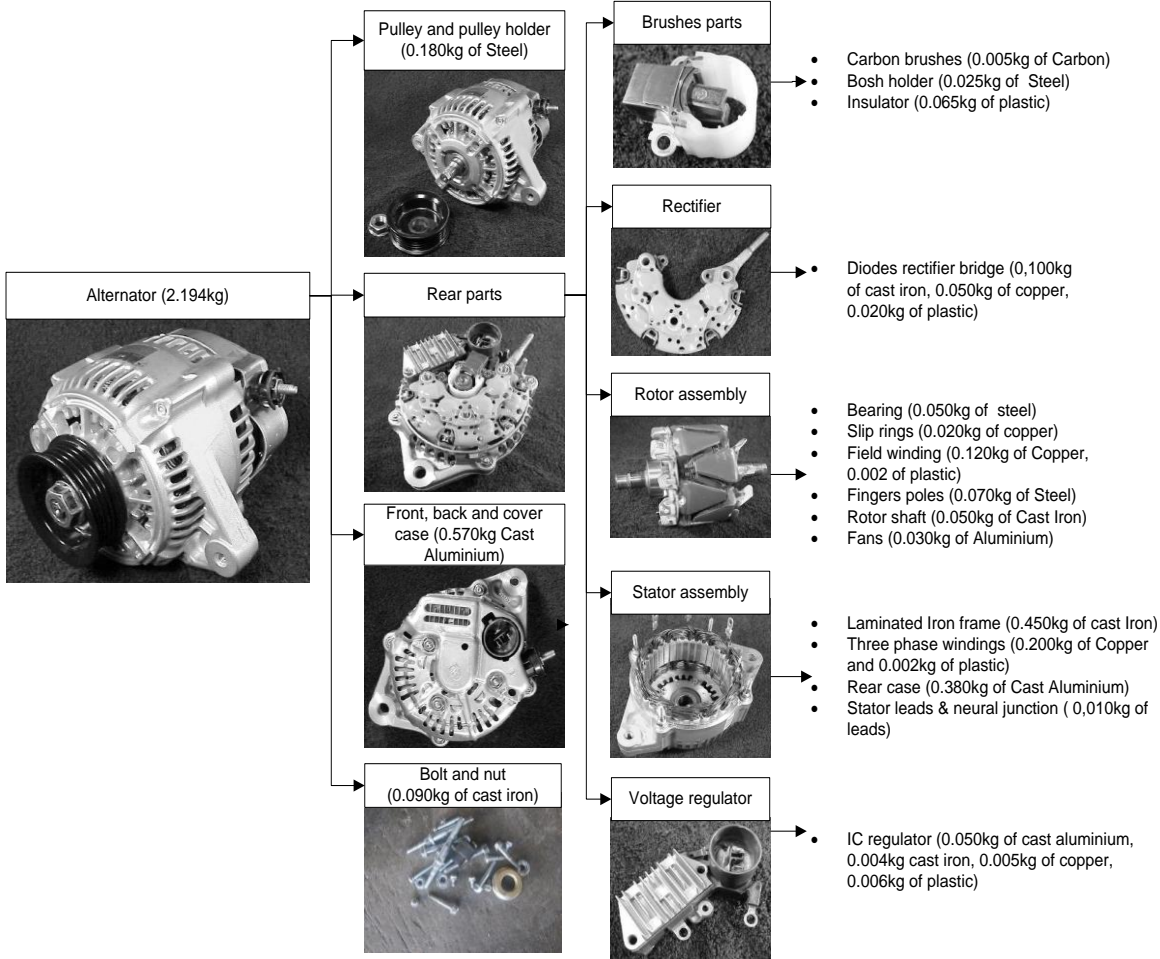 Alternator (2.194kg)
Pulley and pulley holder
(0.180kg of Steel)
Rear parts
Front, back and cover
case (0.570kg Cast
Aluminium)
Bolt and nut
(0.090kg of cast iron)
Brushes parts
• Carbon brushes (0.005kg of Carbon)
• Bosh holder (0.025kg of  Steel)
• Insulator (0.065kg of plastic)
Rectifier
• Diodes rectifier bridge (0,100kg
of cast iron, 0.050kg of copper,
0.020kg of plastic)
Rotor assembly
• Bearing (0.050kg of  steel)
• Slip rings (0.020kg of copper)
• Field winding (0.120kg of Copper,
0.002 of plastic)
• Fingers poles (0.070kg of Steel)
• Rotor shaft (0.050kg of Cast Iron)
• Fans (0.030kg of Aluminium)
Stator assembly
• Laminated Iron frame (0.450kg of cast Iron)
• Three phase windings (0.200kg of Copper
and 0.002kg of plastic)
• Rear case (0.380kg of Cast Aluminium)
• Stator leads & neural junction ( 0,010kg of
leads)
Voltage regulator
• IC regulator (0.050kg of cast aluminium,
0.004kg cast iron, 0.005kg of copper,
0.006kg of plastic)